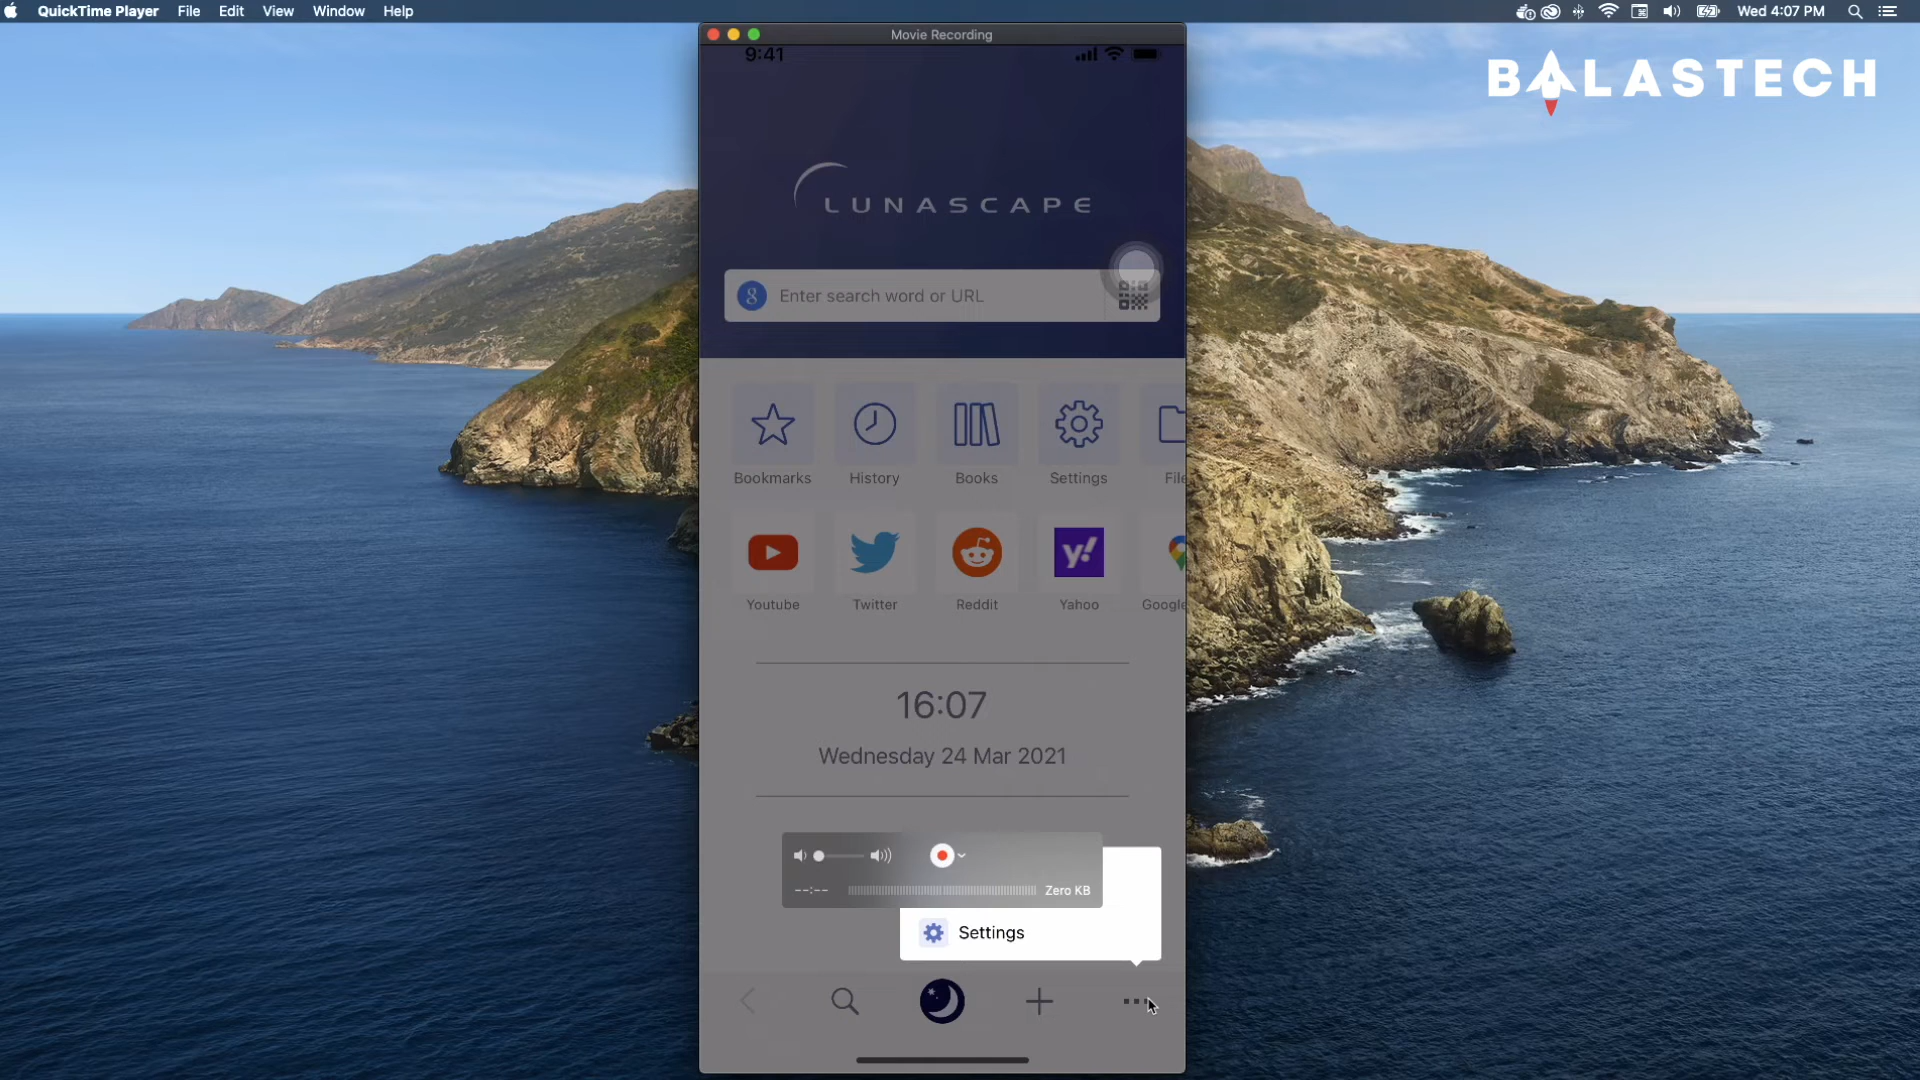 QuickTime Player File Edit View Window Help Wed 4:07 PM
Movie Recording
9:41
BALASTECH
LUNASCAPE
Enter search word or URL
Bookmarks History Books Settings File
Youtube Twitter Reddit Yahoo Google
16:07
Wednesday 24 Mar 2021
--:-- Zero KB
Settings